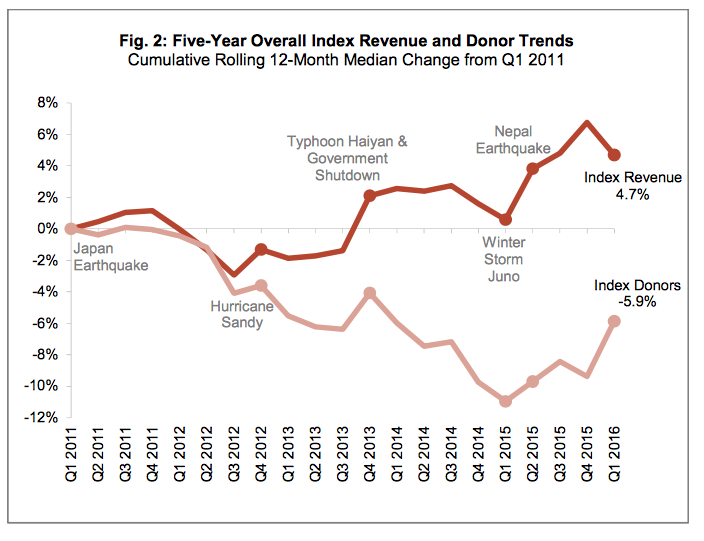 Fig. 2: Five-Year Overall Index Revenue and Donor Trends
Cumulative Rolling 12-Month Median Change from Q1 2011
8%
6%
4%
2%
0%
-2%
-4%
-6%
-8%
-10%
-12%
Japan
Earthquake
Hurricane
Sandy
Typhoon Haiyan &
Government
Shutdown
Winter
Storm
Juno
Nepal
Earthquake
Index Revenue
4.7%
Index Donors
-5.9%
Q1 2011
Q2 2011
Q3 2011
Q4 2011
Q1 2012
Q2 2012
Q3 2012
Q4 2012
Q1 2013
Q2 2013
Q3 2013
Q4 2013
Q1 2014
Q2 2014
Q3 2014
Q4 2014
Q1 2015
Q2 2015
Q3 2015
Q4 2015
Q1 2016